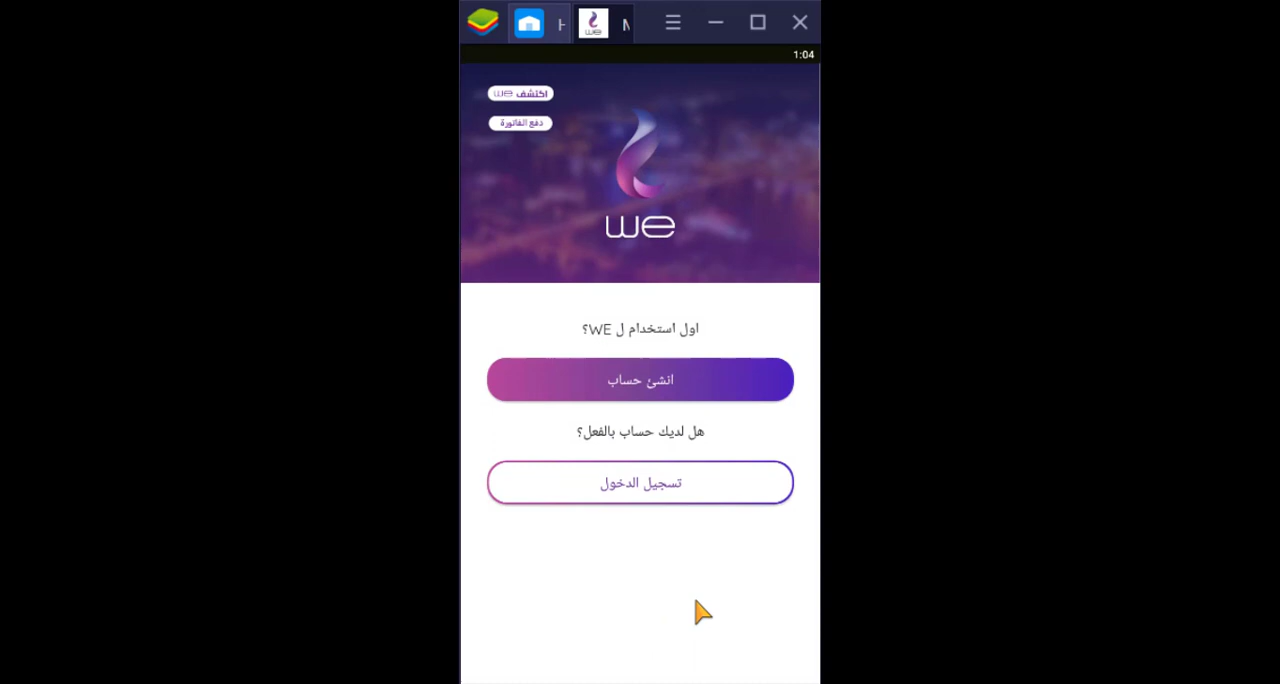 1:04
اكتشف we
دفع الفاتورة
we
اول استخدام ل WE؟
انشئ حساب
هل لديك حساب بالفعل؟
تسجيل الدخول